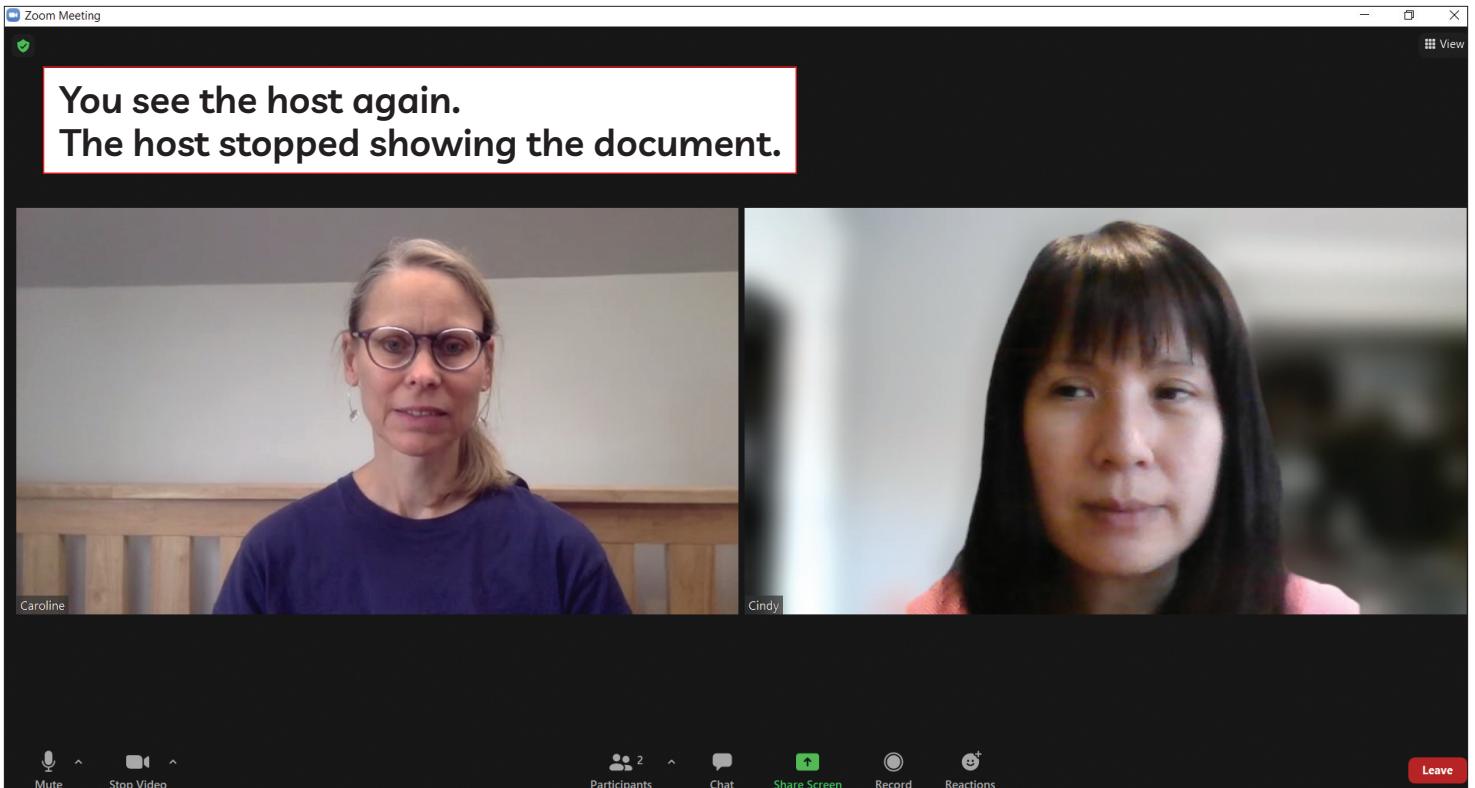 Zoom Meeting
View
You see the host again.
The host stopped showing the document.
Caroline
Cindy
2
Mute
Stop Video
Participants
Chat
Share Screen
Record
Reactions
Leave